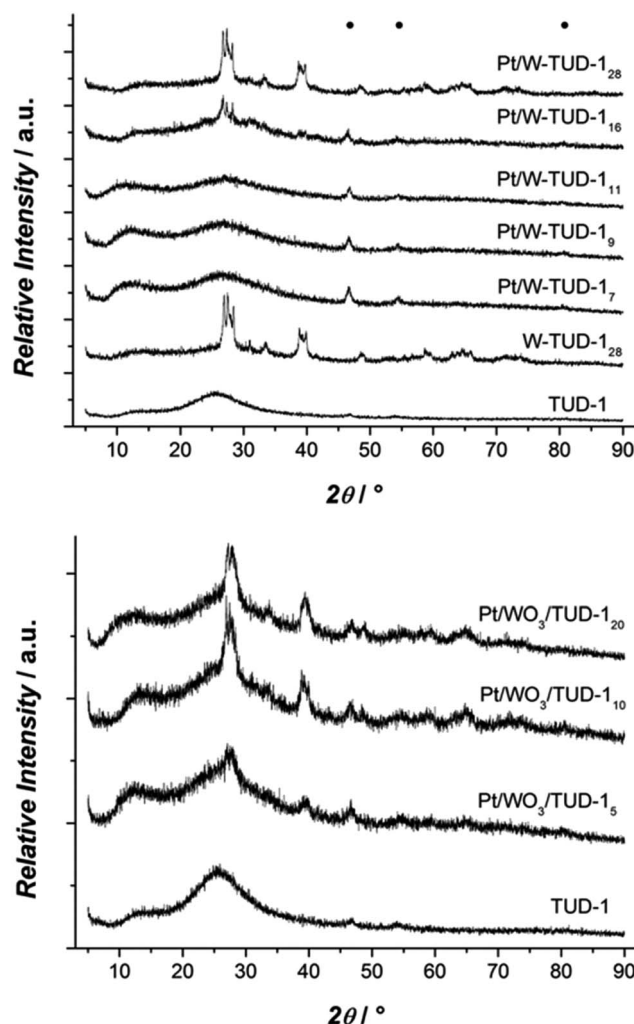 Relative Intensity / a.u.
Pt/W-TUD-1₂₈
Pt/W-TUD-1₁₆
Pt/W-TUD-1₁₁
Pt/W-TUD-1₉
Pt/W-TUD-1₇
W-TUD-1₂₈
TUD-1
10 20 30 40 50 60 70 80 90
2θ / °
Relative Intensity / a.u.
Pt/WO₃/TUD-1₂₀
Pt/WO₃/TUD-1₁₀
Pt/WO₃/TUD-1₅
TUD-1
10 20 30 40 50 60 70 80 90
2θ / °